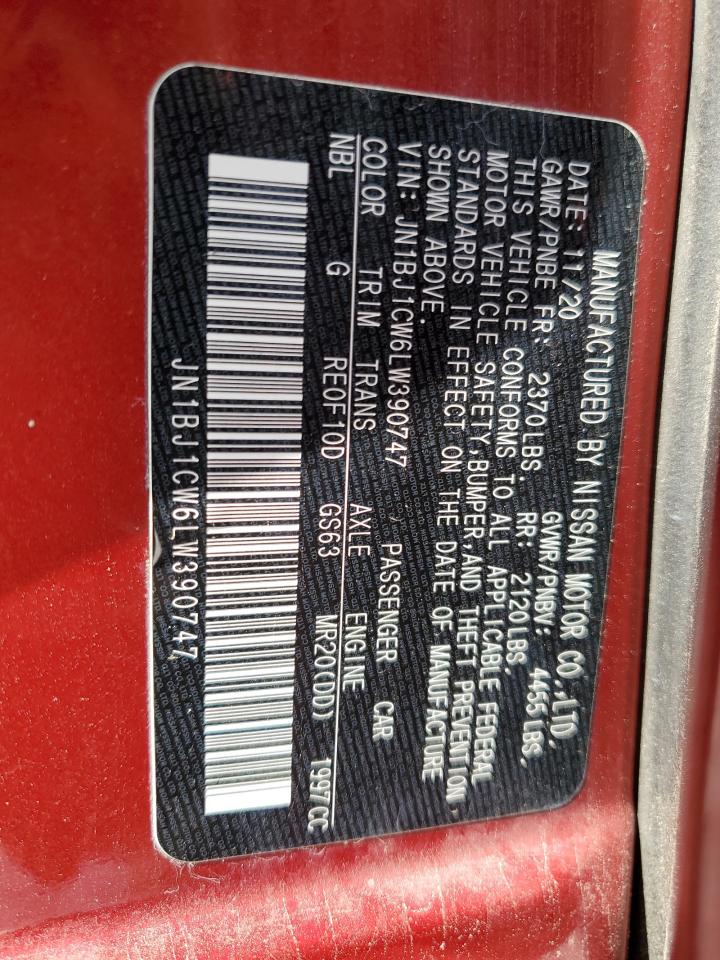 MANUFACTURED BY NISSAN MOTOR CO.,LTD.
DATE: 11/20 GVWR/PNBV: 4455LBS.
GAWR/PNBE FR: 2370LBS. RR: 2120LBS.
THIS VEHICLE CONFORMS TO ALL APPLICABLE FEDERAL
MOTOR VEHICLE SAFETY,BUMPER,AND THEFT PREVENTION
STANDARDS IN EFFECT ON THE DATE OF MANUFACTURE
SHOWN ABOVE.
VIN: JN1BJ1CW6LW390747 PASSENGER CAR
COLOR TRIM TRANS AXLE ENGINE
NBL G RE0F10D GS63 MR20(DD) 1997CC
JN1BJ1CW6LW390747